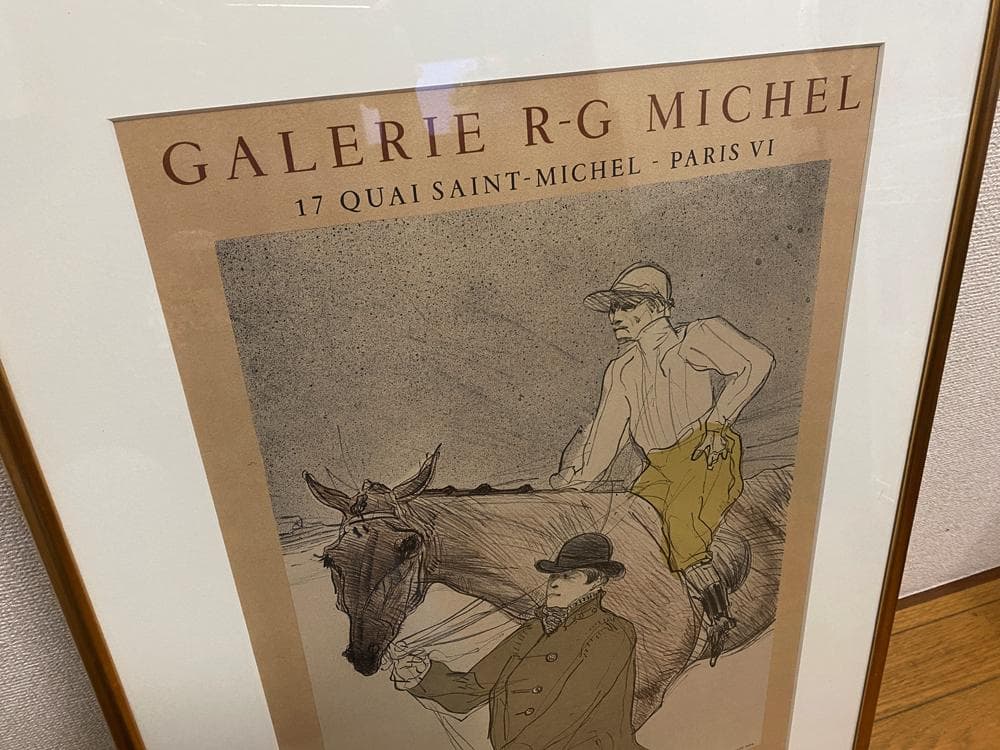 GALERIE R-G MICHEL
17 QUAI SAINT-MICHEL - PARIS VI